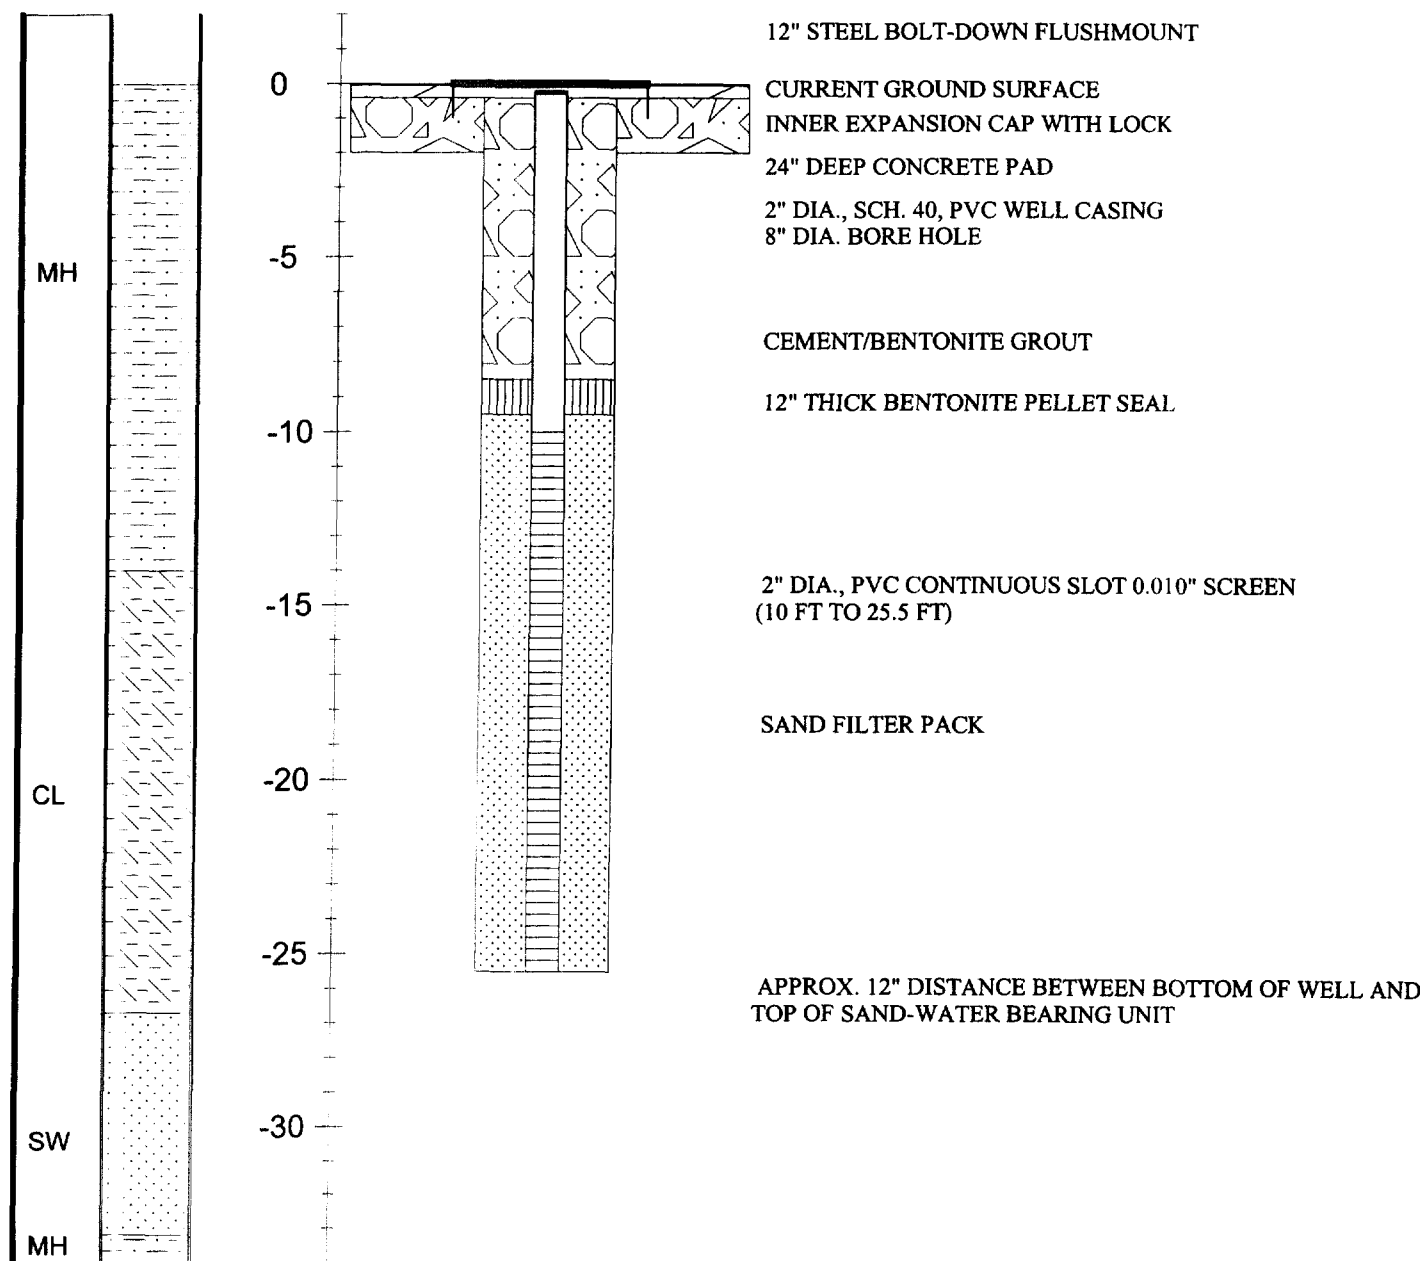 12" STEEL BOLT-DOWN FLUSHMOUNT
0
CURRENT GROUND SURFACE
INNER EXPANSION CAP WITH LOCK
24" DEEP CONCRETE PAD
2" DIA., SCH. 40, PVC WELL CASING
8" DIA. BORE HOLE
-5
MH
CEMENT/BENTONITE GROUT
12" THICK BENTONITE PELLET SEAL
-10
2" DIA., PVC CONTINUOUS SLOT 0.010" SCREEN
-15
(10 FT TO 25.5 FT)
SAND FILTER PACK
-20
CL
-25
APPROX. 12" DISTANCE BETWEEN BOTTOM OF WELL AND
TOP OF SAND-WATER BEARING UNIT
-30
SW
MH